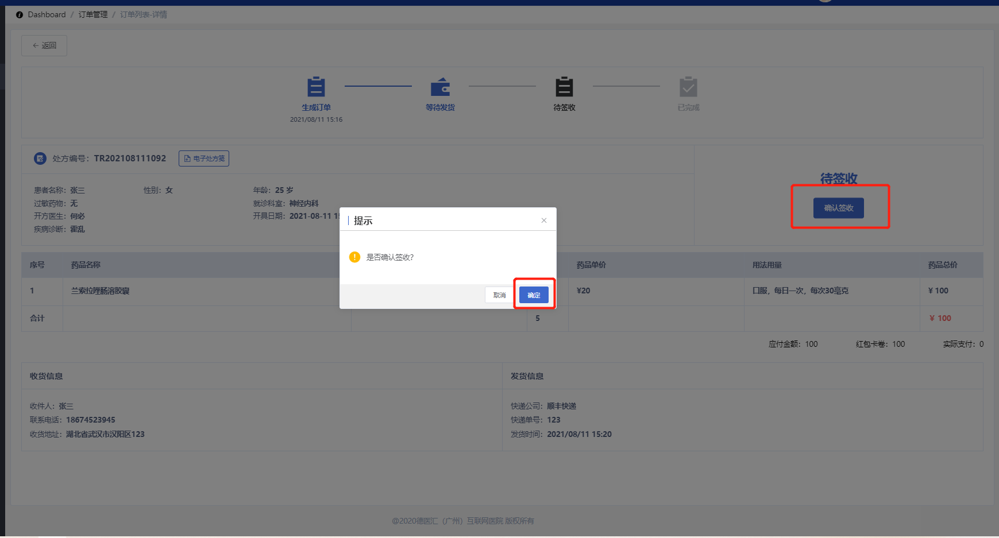 Dashboard / 订单管理 / 订单列表-详情
← 返回
生成订单
2021/08/11 15:16
等待发货
待签收
已完成
处方编号：TR202108111092
电子处方笺
患者名称：张三 性别：女 年龄：25 岁
过敏药物：无 就诊科室：神经内科
开方医生：何必 开具日期：2021-08-11
疾病诊断：霍乱
待签收
确认签收
提示
是否确认签收?
取消 确定
序号 药品名称 药品单价 用法用量 药品总价
1 兰索拉唑肠溶胶囊 ¥20 口服，每日一次，每次30毫克 ¥ 100
合计 5 ¥ 100
应付金额：100 红包卡卷：100 实际支付：0
收货信息
收件人：张三
联系电话：18674523945
收货地址：湖北省武汉市汉阳区123
发货信息
快递公司：顺丰快递
快递单号：123
发货时间：2021/08/11 15:20
@2020德医汇（广州）互联网医院 版权所有